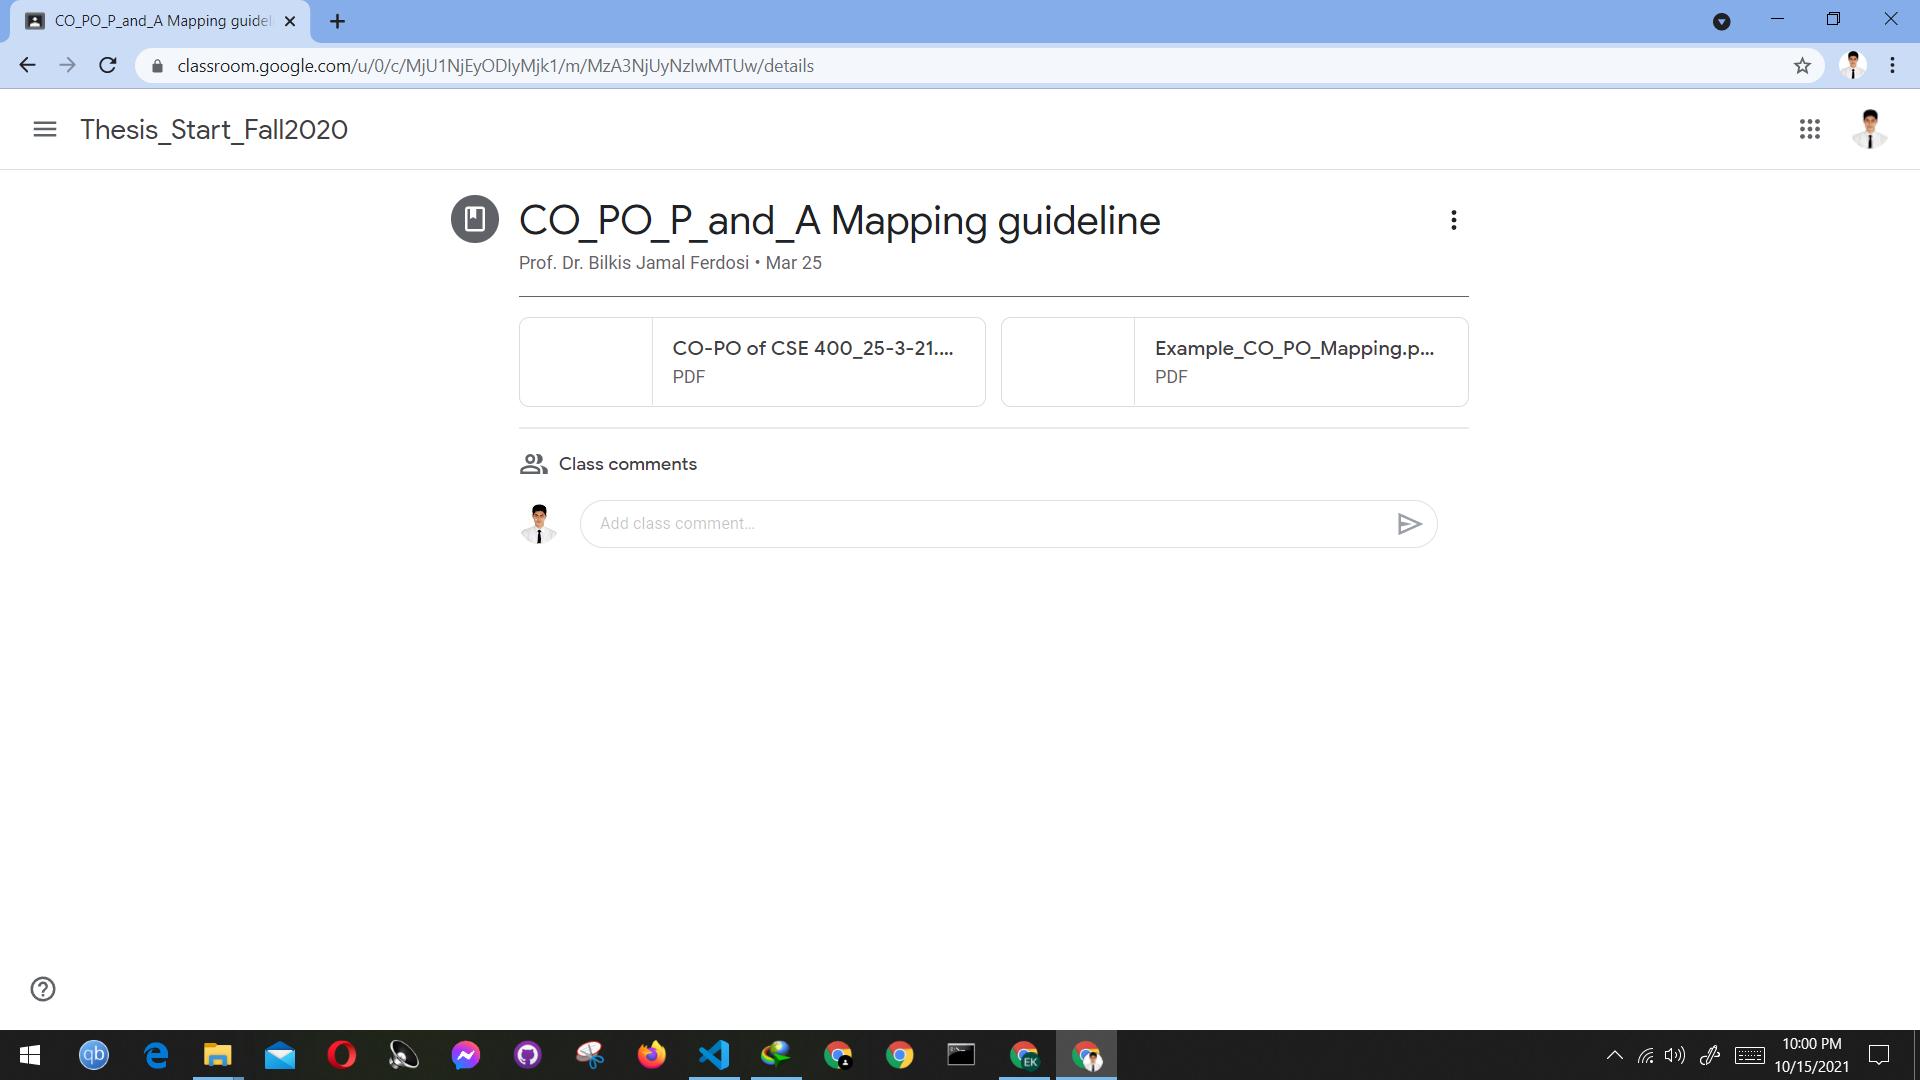 CO_PO_P_and_A Mapping guidel
classroom.google.com/u/0/c/MjU1NjEyODIyMjk1/m/MzA3NjUyNzIwMTUw/details
Thesis_Start_Fall2020
CO_PO_P_and_A Mapping guideline
Prof. Dr. Bilkis Jamal Ferdosi • Mar 25
CO-PO of CSE 400_25-3-21....
PDF
Example_CO_PO_Mapping.p...
PDF
Class comments
Add class comment...
qb
EK
10:00 PM
10/15/2021